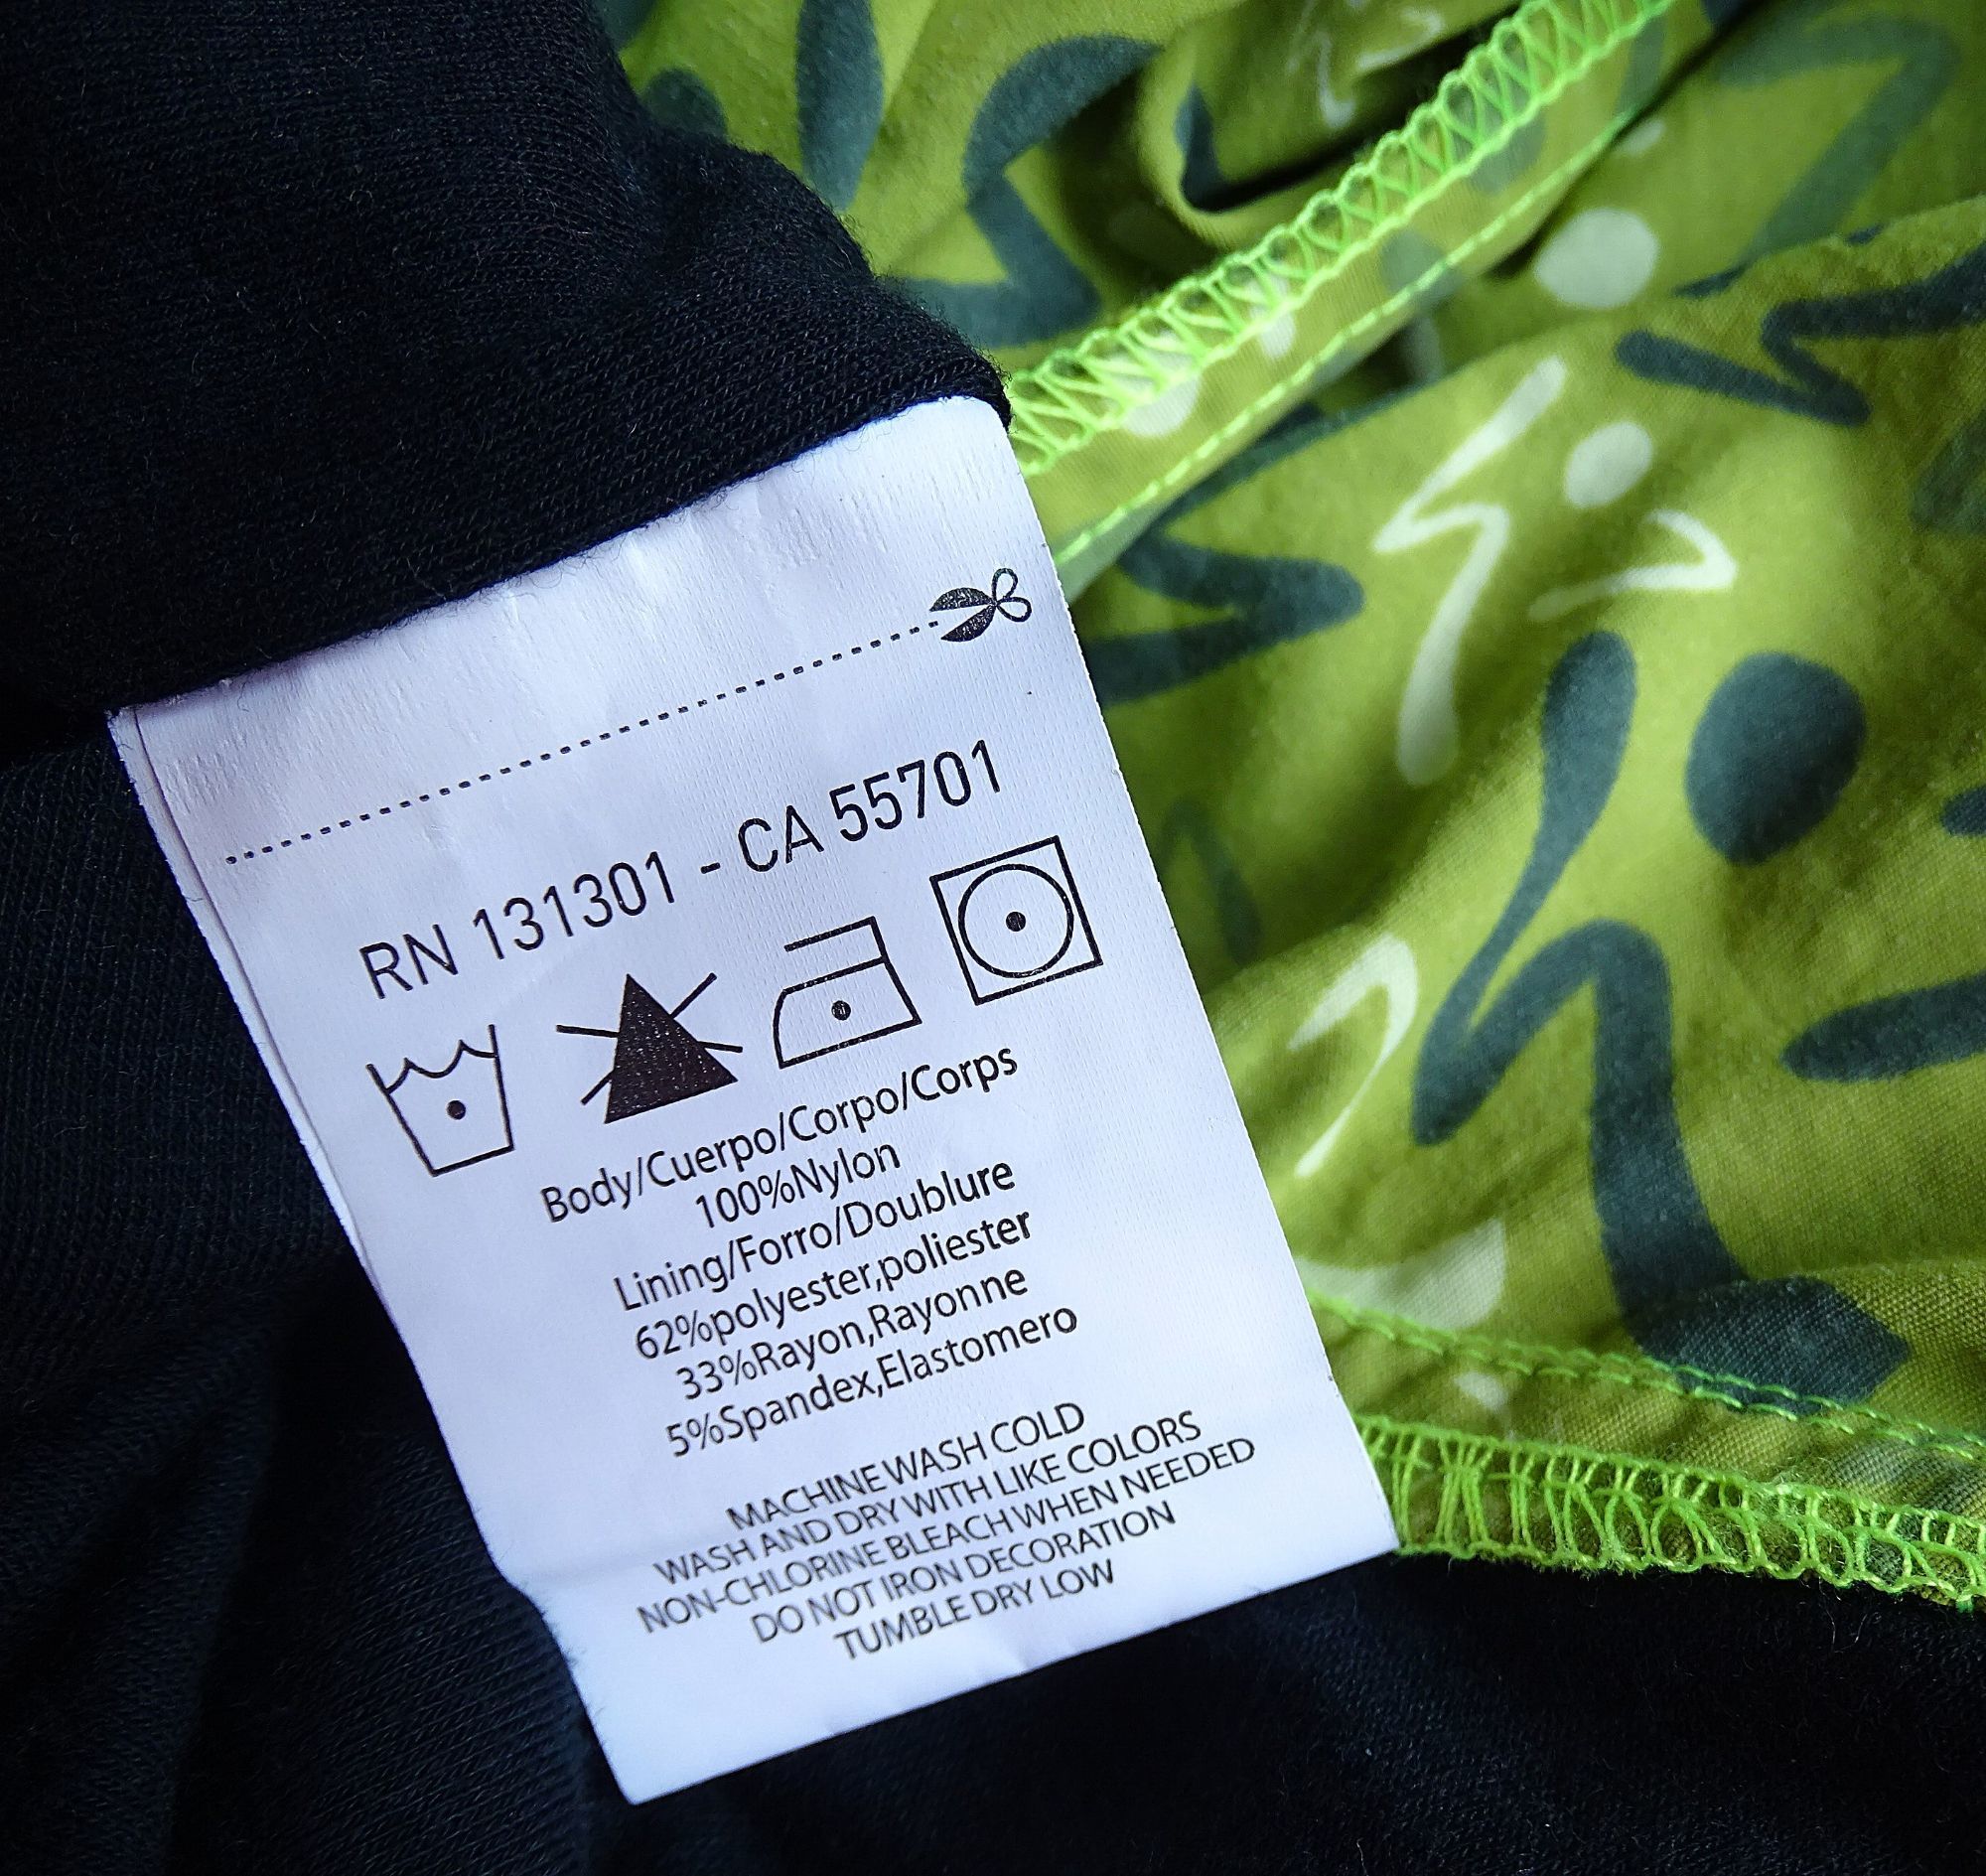 RN 131301 - CA 55701
Body/Cuerpo/Corpo/Corps
100%Nylon
Lining/Forro/Doublure
62%polyester,poliester
33%Rayon,Rayonne
5%Spandex,Elastomero
MACHINE WASH COLD
WASH AND DRY WITH LIKE COLORS
NON-CHLORINE BLEACH WHEN NEEDED
DO NOT IRON DECORATION
TUMBLE DRY LOW